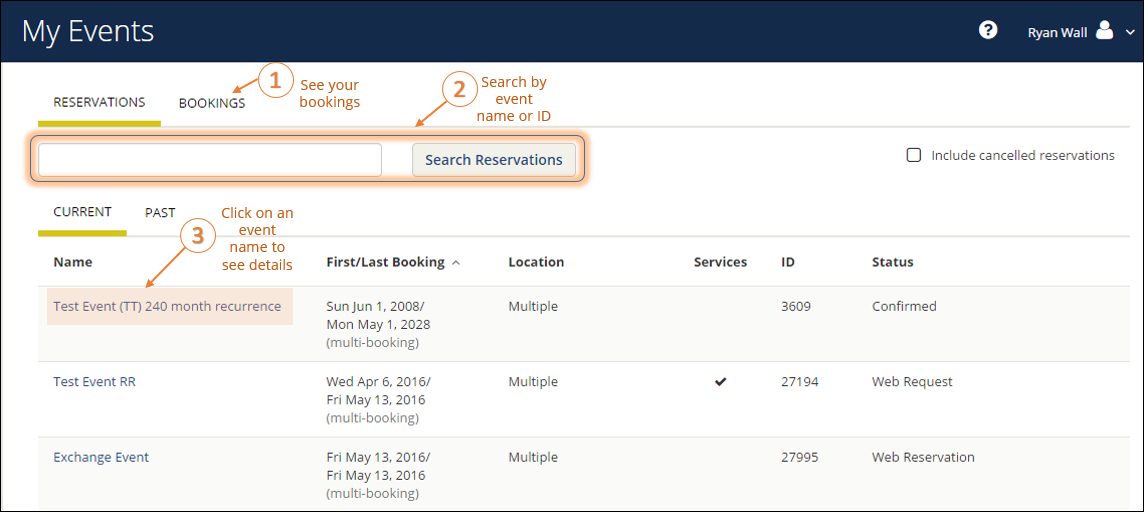 My Events
? Ryan Wall
RESERVATIONS BOOKINGS
1 See your
bookings
2 Search by
event
name or ID
Search Reservations
Include cancelled reservations
CURRENT PAST
3 Click on an
event
name to
see details
Name First/Last Booking Location Services ID Status
Test Event (TT) 240 month recurrence Sun Jun 1, 2008/ Multiple 3609 Confirmed
Mon May 1, 2028
(multi-booking)
Test Event RR Wed Apr 6, 2016/ Multiple 27194 Web Request
Fri May 13, 2016
(multi-booking)
Exchange Event Fri May 13, 2016/ Multiple 27995 Web Reservation
Fri May 13, 2016
(multi-booking)